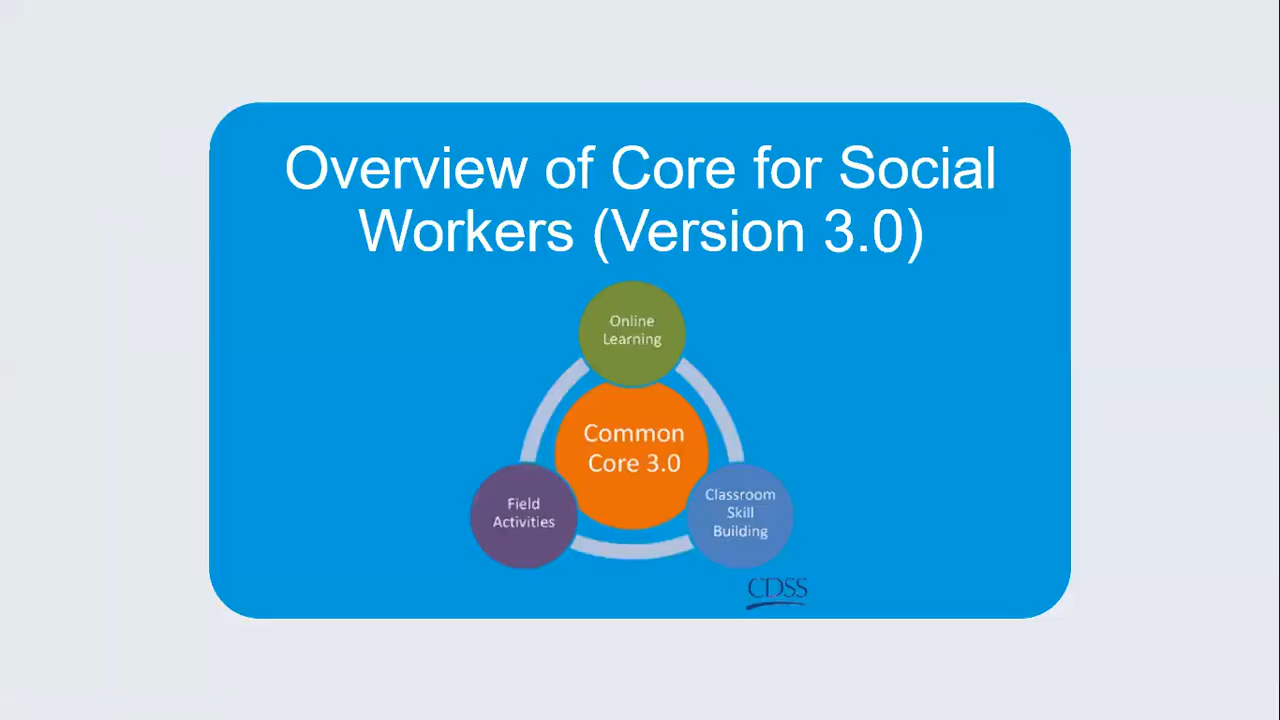 Overview of Core for Social
Workers (Version 3.0)
Online
Learning
Common
Core 3.0
Field
Activities
Classroom
Skill
Building
CDSS